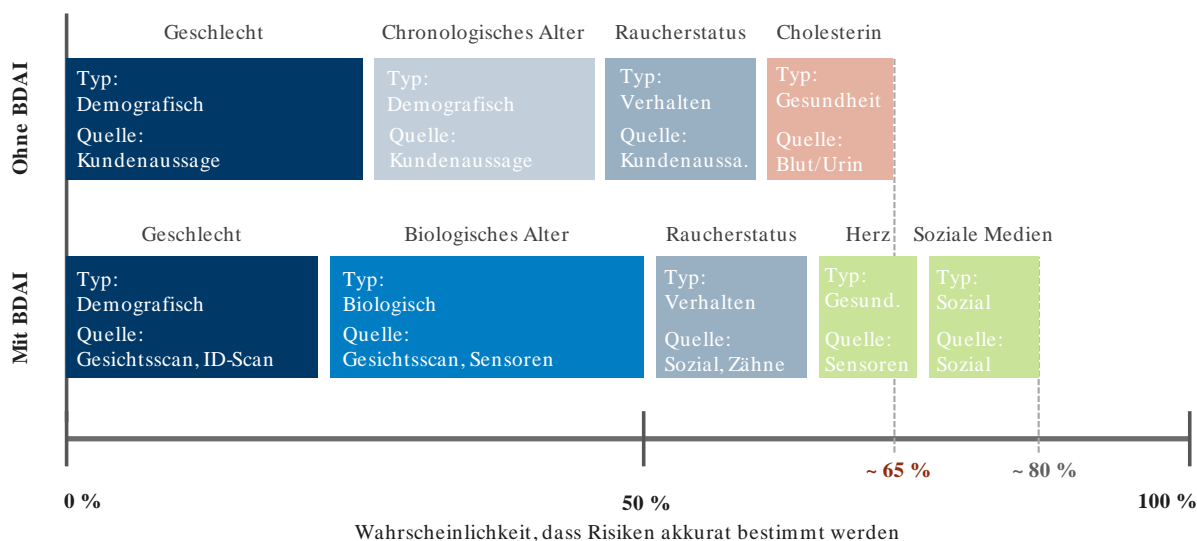 Geschlecht
Chronologisches Alter
Raucherstatus
Cholesterin
Ohne BDAI
Typ:
Demografisch
Quelle:
Kundenaussage
Typ:
Demografisch
Quelle:
Kundenaussage
Typ:
Verhalten
Quelle:
Kundenaussa.
Typ:
Gesundheit
Quelle:
Blut/Urin
Geschlecht
Biologisches Alter
Raucherstatus
Herz
Soziale Medien
Mit BDAI
Typ:
Demografisch
Quelle:
Gesichtsscan, ID-Scan
Typ:
Biologisch
Quelle:
Gesichtsscan, Sensoren
Typ:
Verhalten
Quelle:
Sozial, Zähne
Typ:
Gesund.
Quelle:
Sensoren
Typ:
Sozial
Quelle:
Sozial
~ 65 %
~ 80 %
0 %
50 %
100 %
Wahrscheinlichkeit, dass Risiken akkurat bestimmt werden